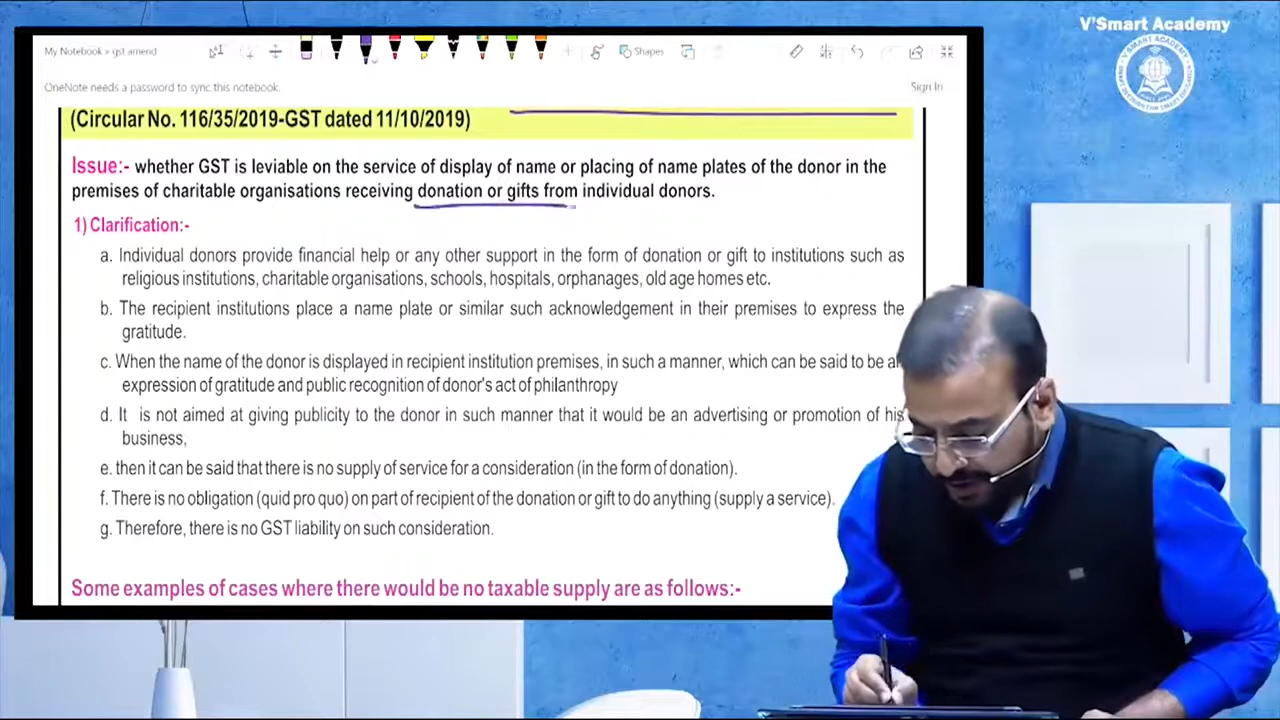 V'Smart Academy
My Notebook » gst amend
Shapes
OneNote needs a password to sync this notebook.
Sign In
(Circular No. 116/35/2019-GST dated 11/10/2019)
Issue:- whether GST is leviable on the service of display of name or placing of name plates of the donor in the
premises of charitable organisations receiving donation or gifts from individual donors.
1) Clarification:-
a. Individual donors provide financial help or any other support in the form of donation or gift to institutions such as
religious institutions, charitable organisations, schools, hospitals, orphanages, old age homes etc.
b. The recipient institutions place a name plate or similar such acknowledgement in their premises to express the
gratitude.
c. When the name of the donor is displayed in recipient institution premises, in such a manner, which can be said to be
expression of gratitude and public recognition of donor's act of philanthropy
d. It is not aimed at giving publicity to the donor in such manner that it would be an advertising or promotion of his
business,
e. then it can be said that there is no supply of service for a consideration (in the form of donation).
f. There is no obligation (quid pro quo) on part of recipient of the donation or gift to do anything (supply a service).
g. Therefore, there is no GST liability on such consideration.
Some examples of cases where there would be no taxable supply are as follows:-